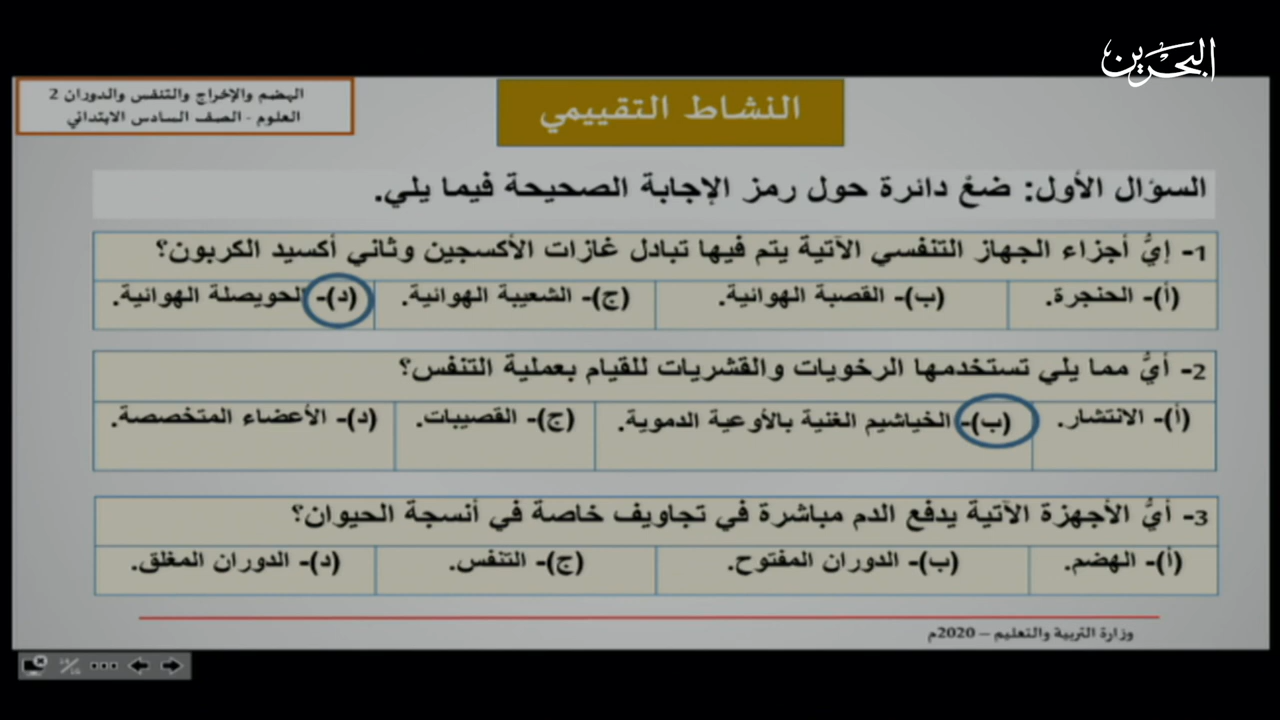 البحرين
الهضم والإخراج والتنفس والدوران 2
العلوم - الصف السادس الابتدائي
النشاط التقييمي
السؤال الأول: ضعْ دائرة حول رمز الإجابة الصحيحة فيما يلي.
1- إيُّ أجزاء الجهاز التنفسي الآتية يتم فيها تبادل غازات الأكسجين وثاني أكسيد الكربون؟
(أ)- الحنجرة. (ب)- القصبة الهوائية. (ج)- الشعيبة الهوائية. (د)- الحويصلة الهوائية.
2- أيُّ مما يلي تستخدمها الرخويات والقشريات للقيام بعملية التنفس؟
(أ)- الانتشار. (ب)- الخياشيم الغنية بالأوعية الدموية. (ج)- القصيبات. (د)- الأعضاء المتخصصة.
3- أيُّ الأجهزة الآتية يدفع الدم مباشرة في تجاويف خاصة في أنسجة الحيوان؟
(أ)- الهضم. (ب)- الدوران المفتوح. (ج)- التنفس. (د)- الدوران المغلق.
وزارة التربية والتعليم – 2020م